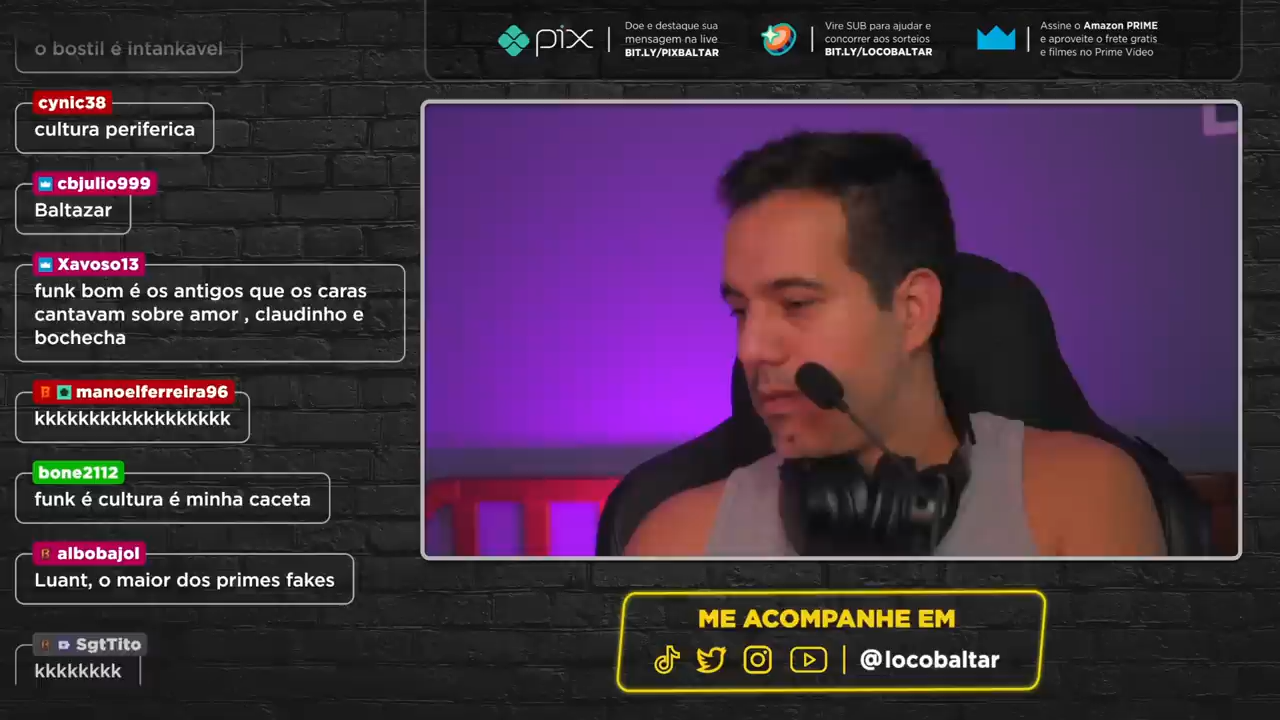 o bostil é intankavel
cynic38
cultura periferica
cbjulio999
Baltazar
Xavoso13
funk bom é os antigos que os caras
cantavam sobre amor , claudinho e
bochecha
manoelferreira96
kkkkkkkkkkkkkkkkkk
bone2112
funk é cultura é minha caceta
albobajol
Luant, o maior dos primes fakes
SgtTito
kkkkkkkk
pix
Doe e destaque sua
mensagem na live
BIT.LY/PIXBALTAR
Vire SUB para ajudar e
concorrer aos sorteios
BIT.LY/LOCOBALTAR
Assine o Amazon PRIME
e aproveite o frete gratis
e filmes no Prime Video
ME ACOMPANHE EM
@locobaltar